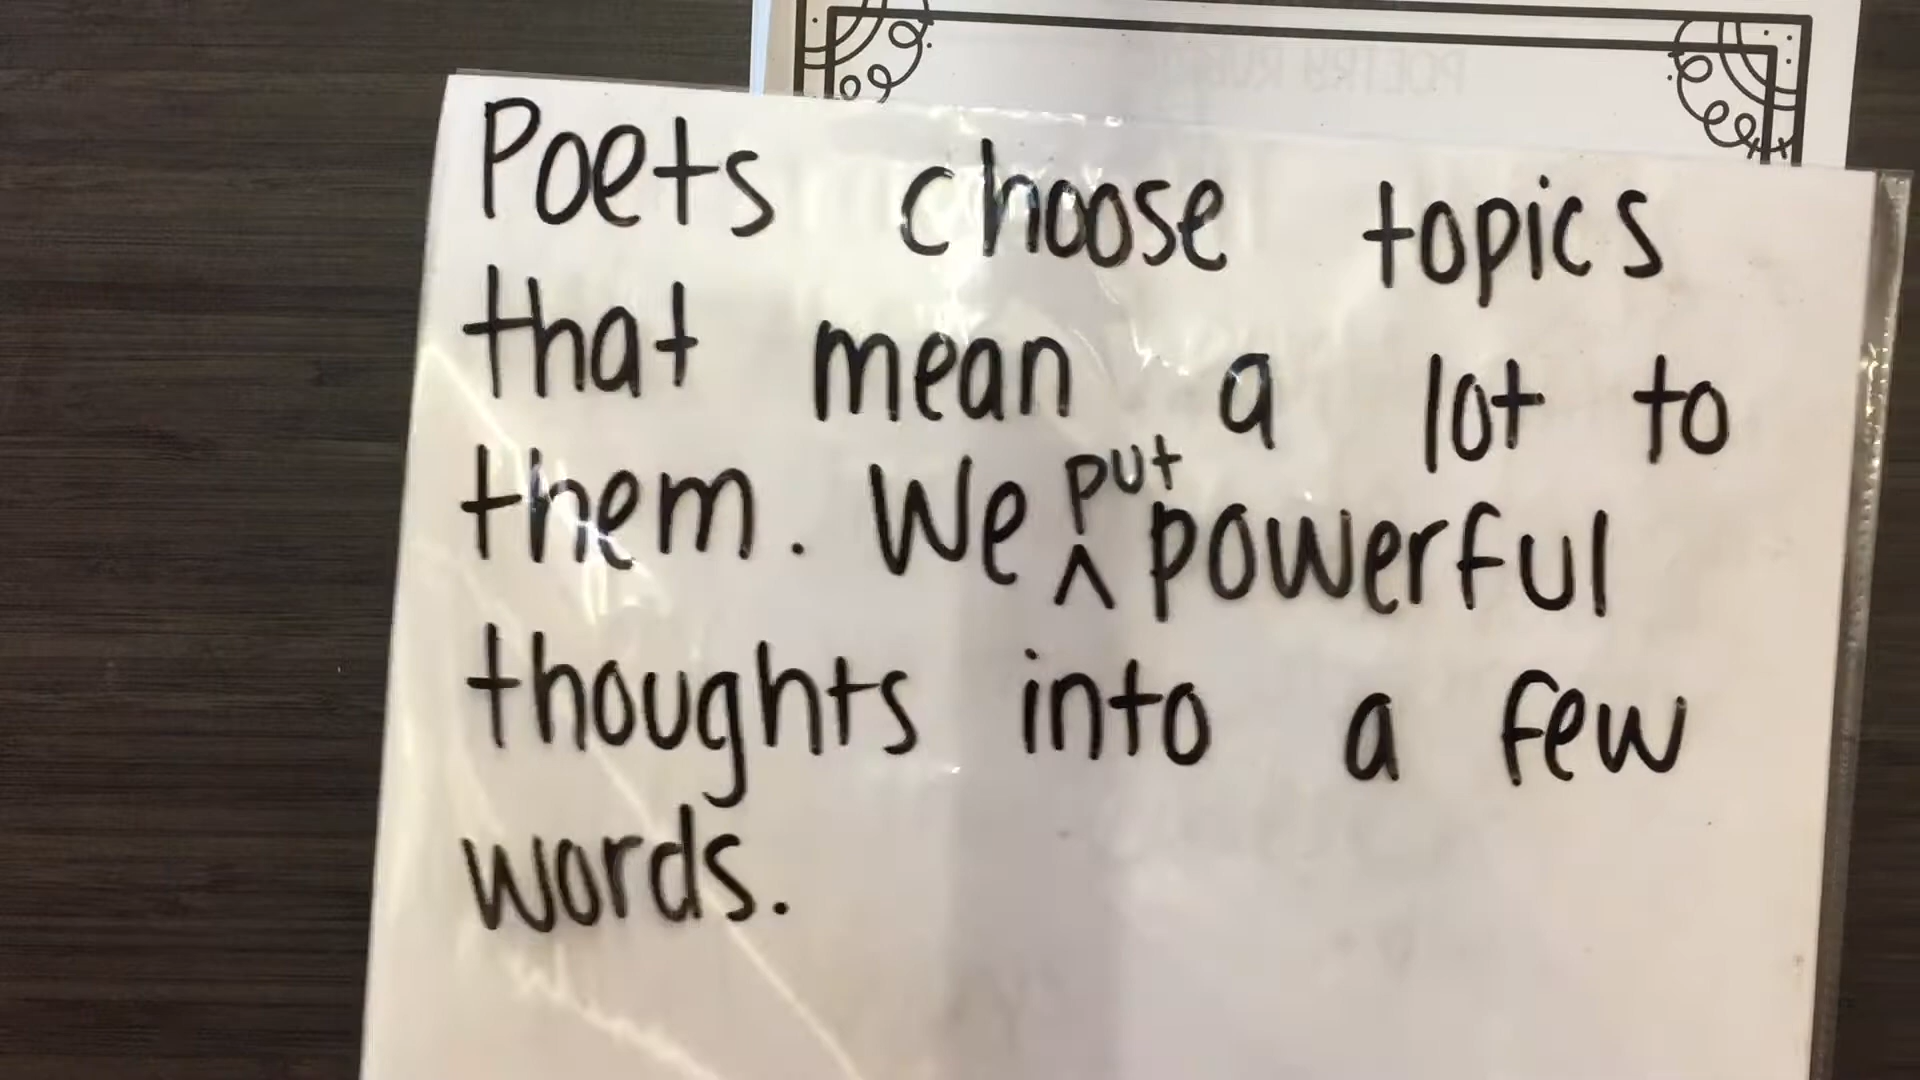 Poets choose topics
that mean a lot to
them. We put powerful
thoughts into a few
words.